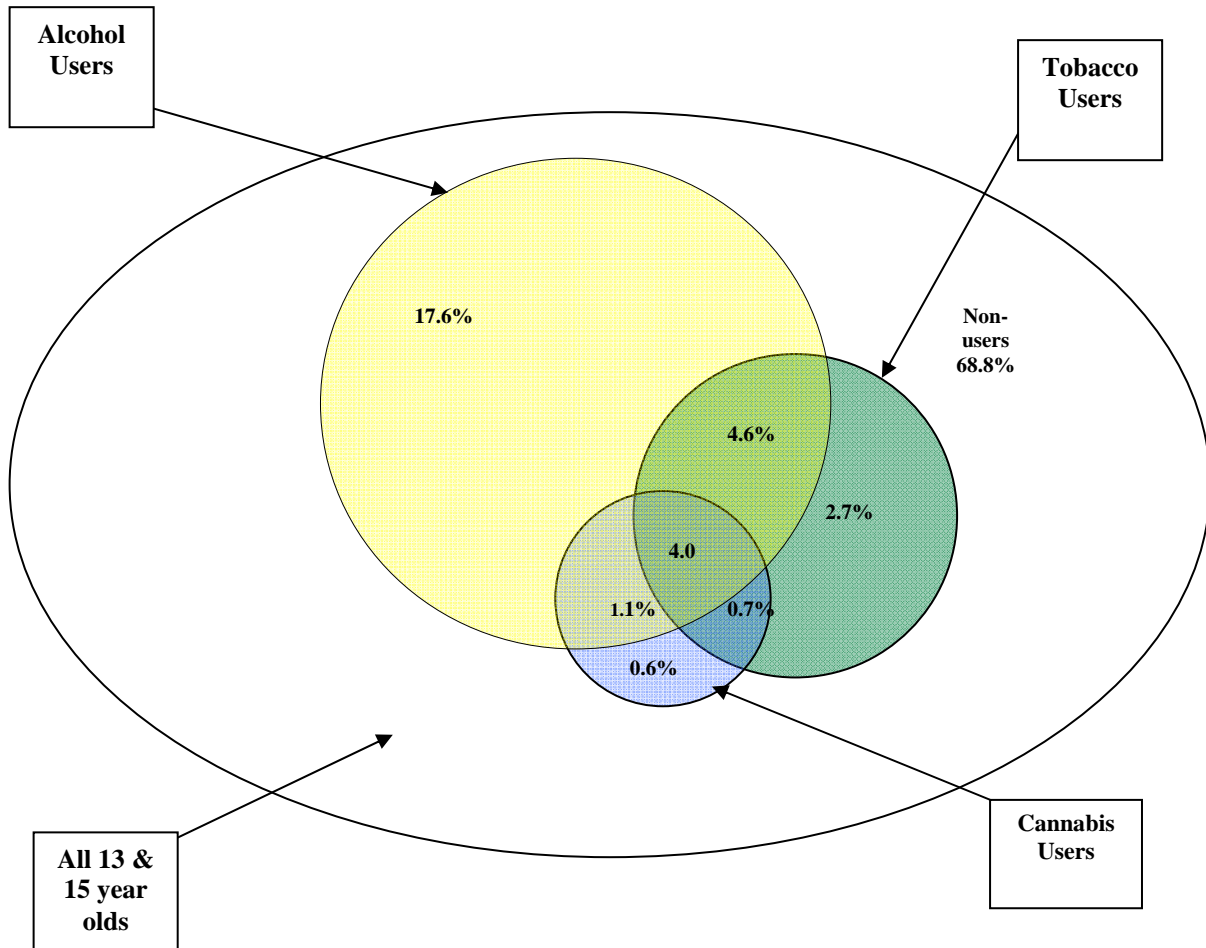 Alcohol
Users
Tobacco
Users
17.6%
Non-
users
68.8%
4.6%
2.7%
4.0
1.1%
0.7%
0.6%
Cannabis
Users
All 13 &
15 year
olds